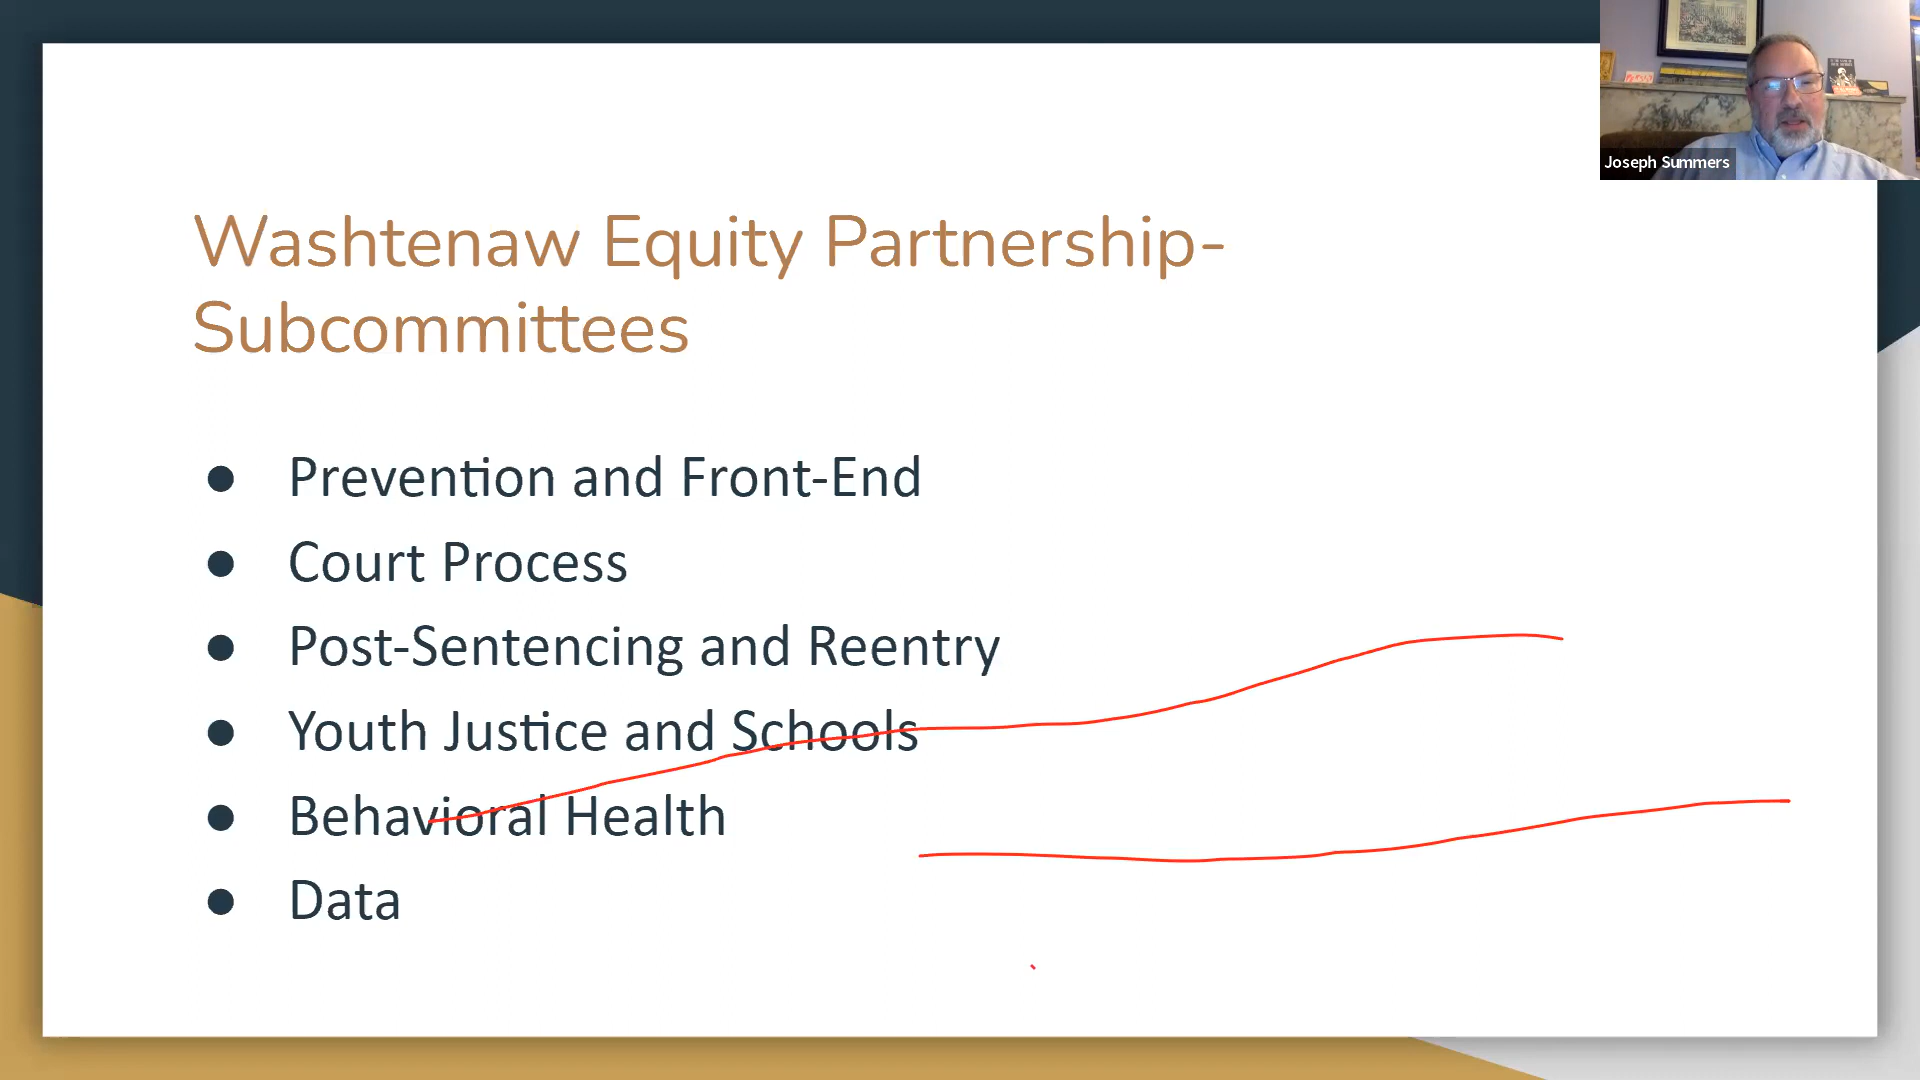 Joseph Summers
Washtenaw Equity Partnership-
Subcommittees
● Prevention and Front-End
● Court Process
● Post-Sentencing and Reentry
● Youth Justice and Schools
● Behavioral Health
● Data